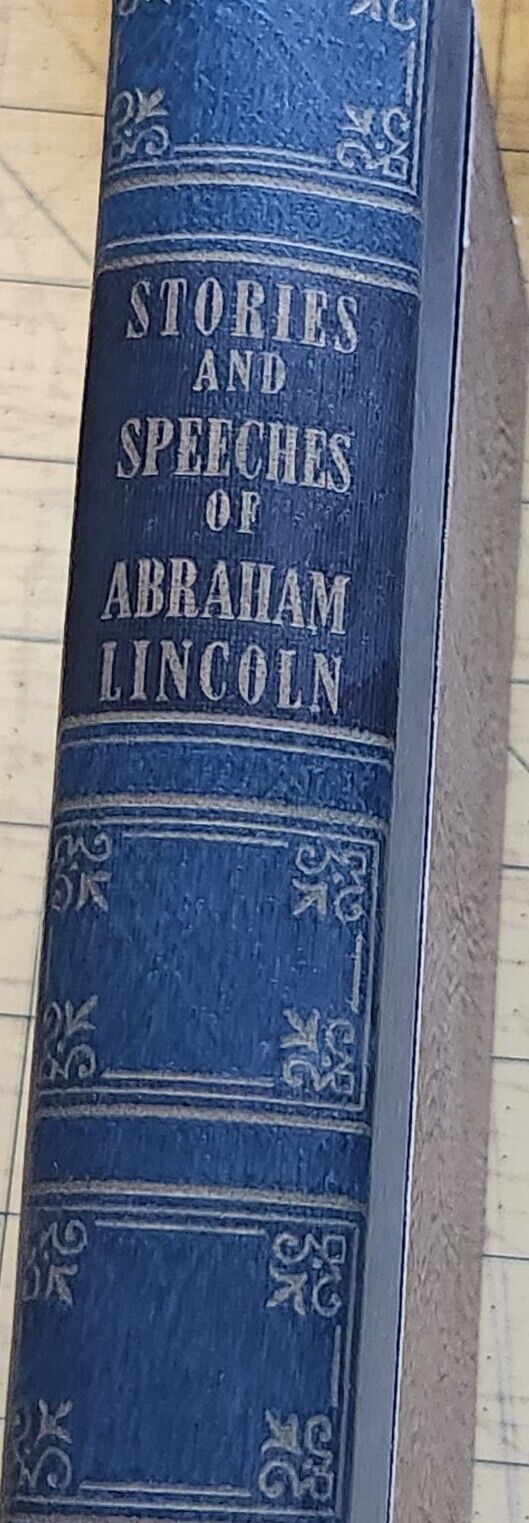 STORIES
AND
SPEECHES
OF
ABRAHAM
LINCOLN